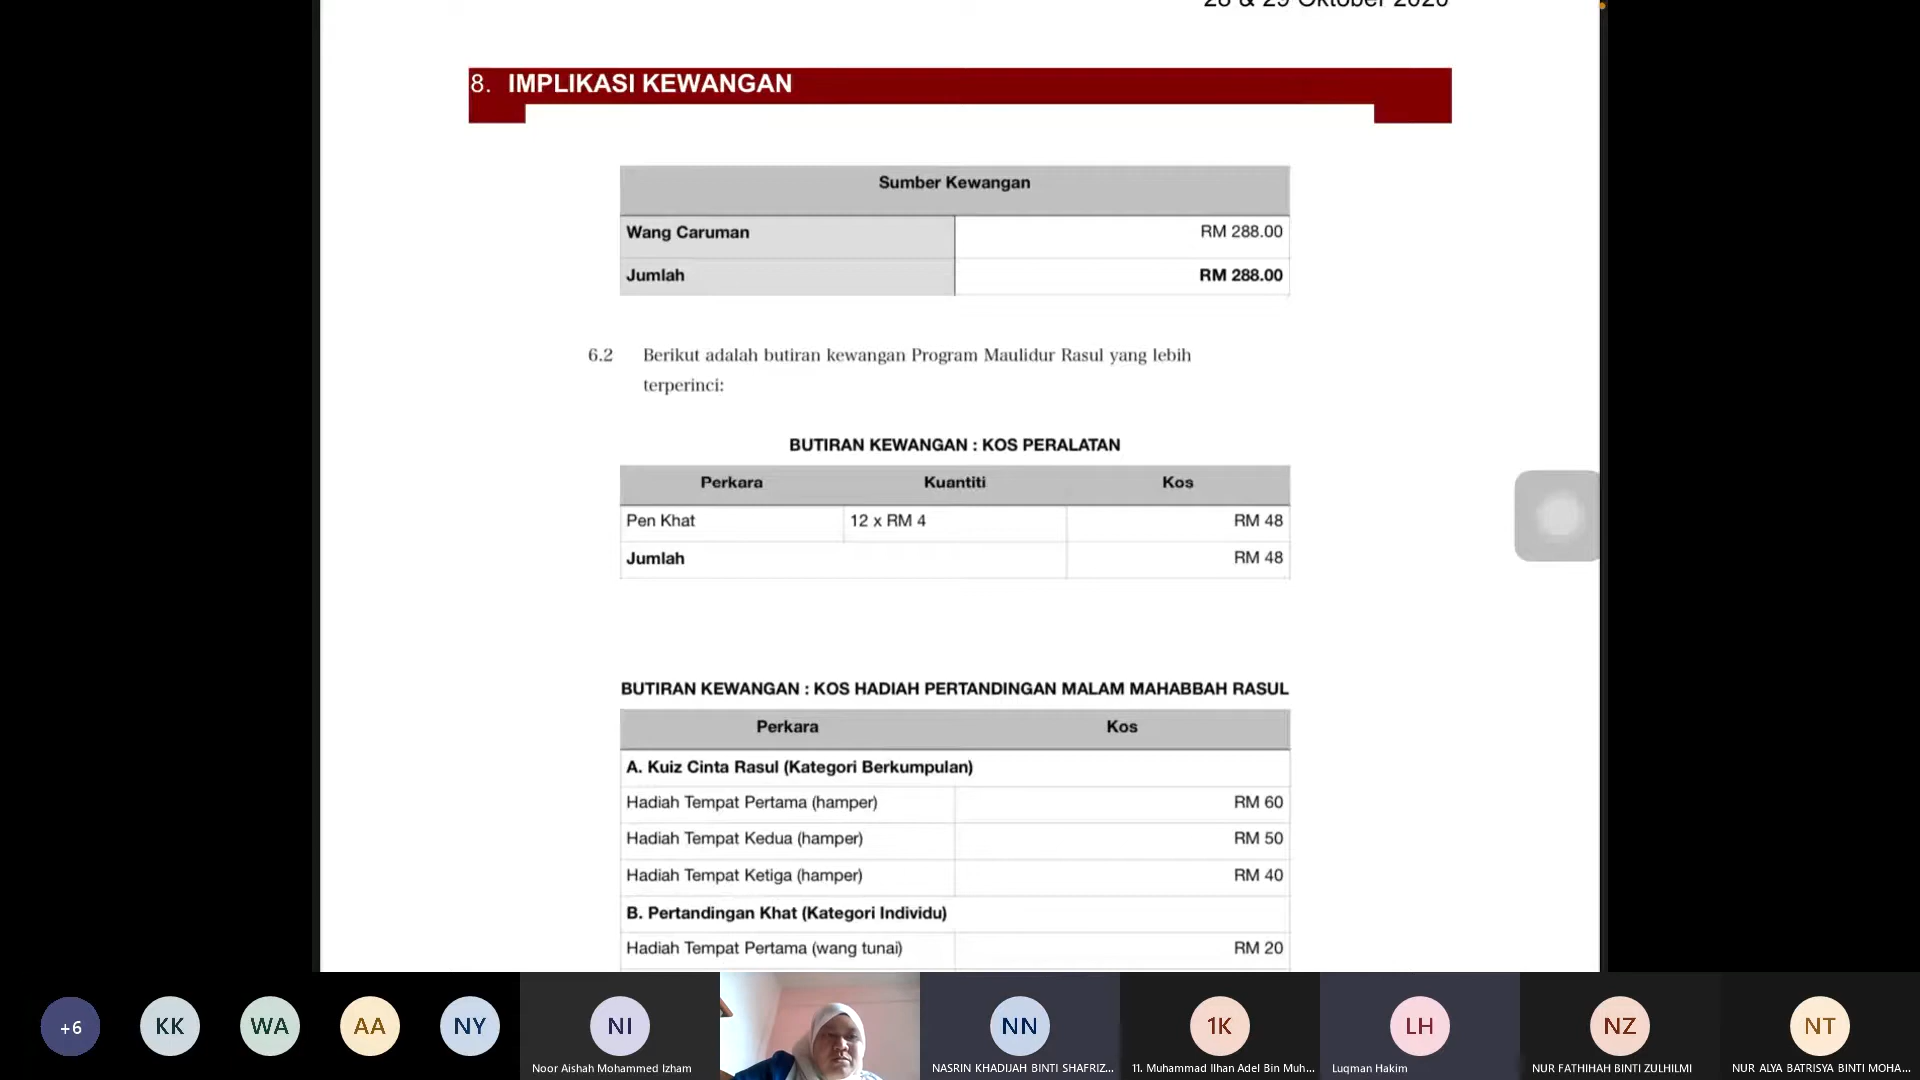 28 & 29 Oktober 2020
8. IMPLIKASI KEWANGAN
Sumber Kewangan
Wang Caruman RM 288.00
Jumlah RM 288.00
6.2 Berikut adalah butiran kewangan Program Maulidur Rasul yang lebih
terperinci:
BUTIRAN KEWANGAN : KOS PERALATAN
Perkara Kuantiti Kos
Pen Khat 12 x RM 4 RM 48
Jumlah RM 48
BUTIRAN KEWANGAN : KOS HADIAH PERTANDINGAN MALAM MAHABBAH RASUL
Perkara Kos
A. Kuiz Cinta Rasul (Kategori Berkumpulan)
Hadiah Tempat Pertama (hamper) RM 60
Hadiah Tempat Kedua (hamper) RM 50
Hadiah Tempat Ketiga (hamper) RM 40
B. Pertandingan Khat (Kategori Individu)
Hadiah Tempat Pertama (wang tunai) RM 20
+6 KK WA AA NY NI NN 1K LH NZ NT
Noor Aishah Mohammed Izham NASRIN KHADIJAH BINTI SHAFRIZ... 11. Muhammad Ilhan Adel Bin Muh... Luqman Hakim NUR FATHIHAH BINTI ZULHILMI NUR ALYA BATRISYA BINTI MOHA...